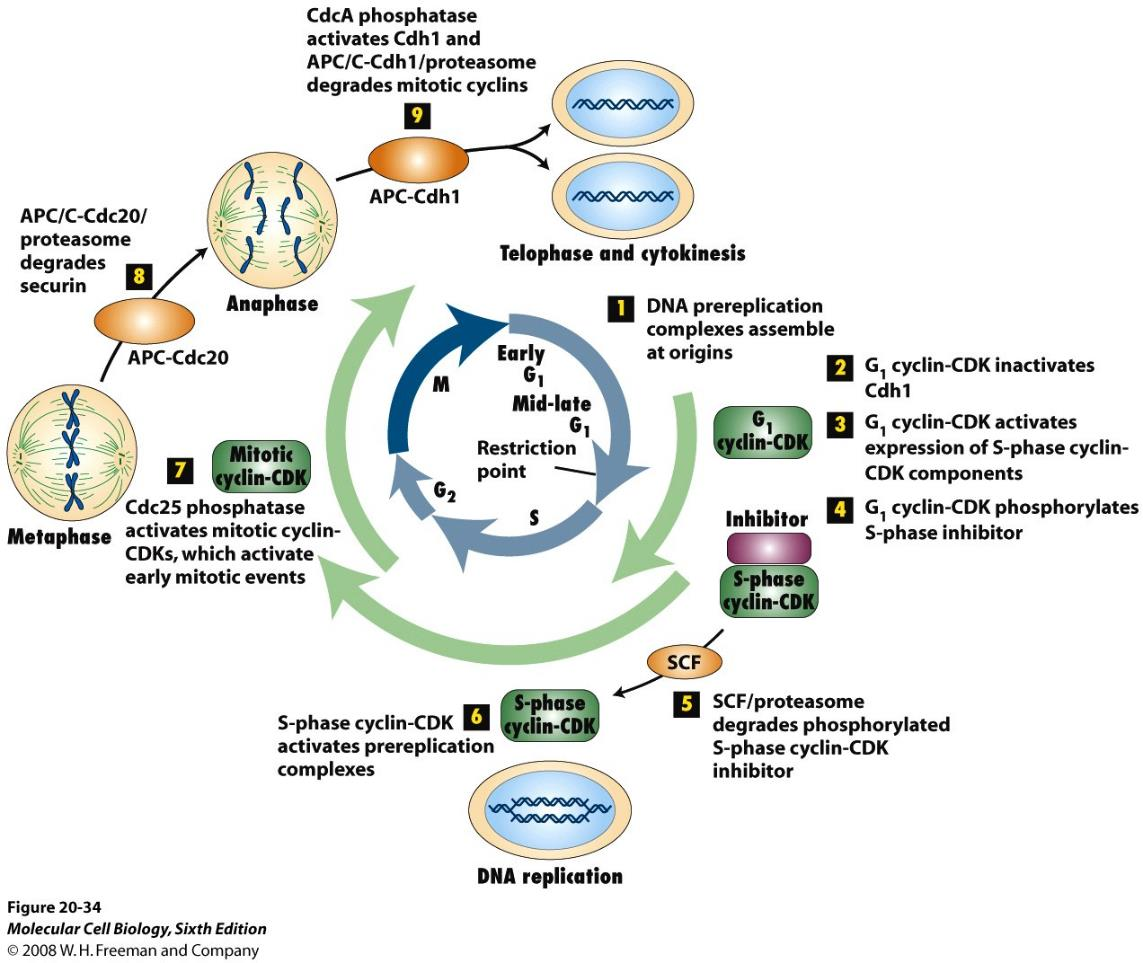 CdcA phosphatase
activates Cdh1 and
APC/C-Cdh1/proteasome
degrades mitotic cyclins
9
APC-Cdh1
Telophase and cytokinesis
APC/C-Cdc20/
proteasome
degrades
securin
8
Anaphase
APC-Cdc20
1
DNA prereplication
complexes assemble
at origins
Early
G1
Mid-late
G1
M
Restriction
point
G2
S
2
G1 cyclin-CDK inactivates
Cdh1
G1
cyclin-CDK
3
G1 cyclin-CDK activates
expression of S-phase cyclin-
CDK components
4
G1 cyclin-CDK phosphorylates
S-phase inhibitor
Metaphase
7
Mitotic
cyclin-CDK
Cdc25 phosphatase
activates mitotic cyclin-
CDKs, which activate
early mitotic events
Inhibitor
S-phase
cyclin-CDK
SCF
5
SCF/proteasome
degrades phosphorylated
S-phase cyclin-CDK
inhibitor
S-phase cyclin-CDK
activates prereplication
complexes
6
S-phase
cyclin-CDK
DNA replication
Figure 20-34
Molecular Cell Biology, Sixth Edition
© 2008 W. H. Freeman and Company